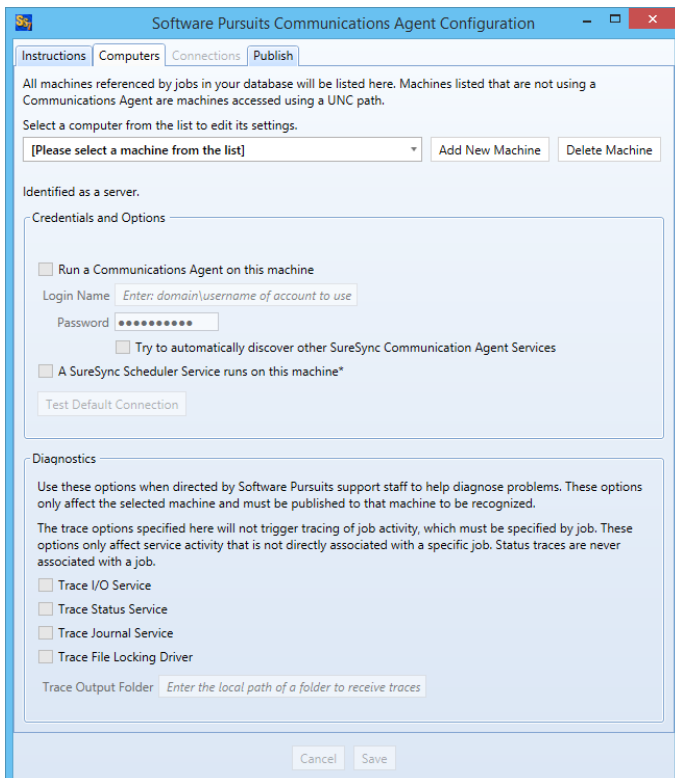 Software Pursuits Communications Agent Configuration
Instructions Computers Connections Publish
All machines referenced by jobs in your database will be listed here. Machines listed that are not using a
Communications Agent are machines accessed using a UNC path.
Select a computer from the list to edit its settings.
[Please select a machine from the list] Add New Machine Delete Machine
Identified as a server.
Credentials and Options
Run a Communications Agent on this machine
Login Name Enter: domain\username of account to use
Password ●●●●●●●●●●
Try to automatically discover other SureSync Communication Agent Services
A SureSync Scheduler Service runs on this machine*
Test Default Connection
Diagnostics
Use these options when directed by Software Pursuits support staff to help diagnose problems. These options
only affect the selected machine and must be published to that machine to be recognized.
The trace options specified here will not trigger tracing of job activity, which must be specified by job. These
options only affect service activity that is not directly associated with a specific job. Status traces are never
associated with a job.
Trace I/O Service
Trace Status Service
Trace Journal Service
Trace File Locking Driver
Trace Output Folder Enter the local path of a folder to receive traces
Cancel Save